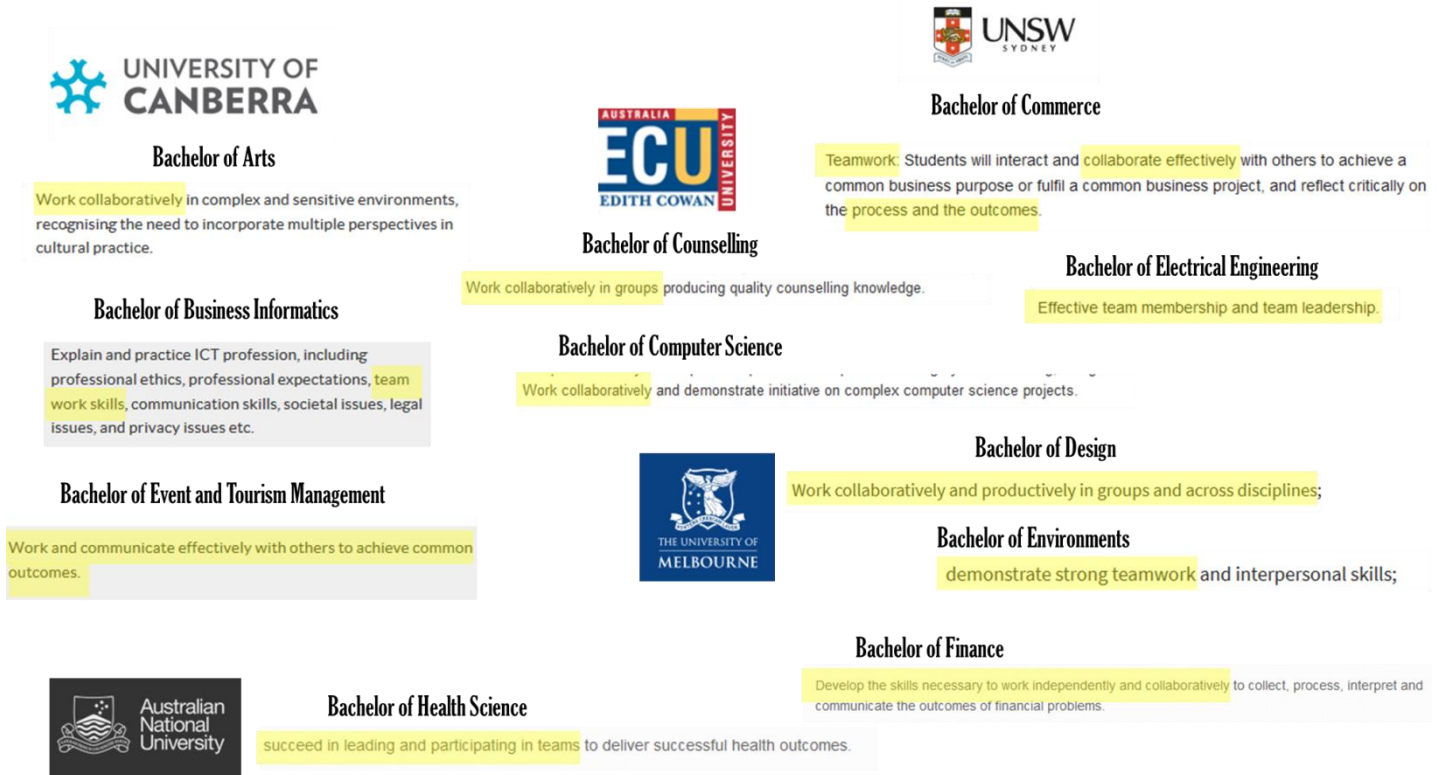 UNIVERSITY OF
CANBERRA
Bachelor of Arts
Work collaboratively in complex and sensitive environments,
recognising the need to incorporate multiple perspectives in
cultural practice.
Bachelor of Business Informatics
Explain and practice ICT profession, including
professional ethics, professional expectations, team
work skills, communication skills, societal issues, legal
issues, and privacy issues etc.
Bachelor of Event and Tourism Management
Work and communicate effectively with others to achieve common
outcomes.
AUSTRALIA
ECU
EDITH COWAN
UNIVERSITY
Bachelor of Counselling
Work collaboratively in groups producing quality counselling knowledge.
Bachelor of Computer Science
Work collaboratively and demonstrate initiative on complex computer science projects.
UNSW
SYDNEY
Bachelor of Commerce
Teamwork: Students will interact and collaborate effectively with others to achieve a
common business purpose or fulfil a common business project, and reflect critically on
the process and the outcomes.
Bachelor of Electrical Engineering
Effective team membership and team leadership.
THE UNIVERSITY OF
MELBOURNE
Bachelor of Design
Work collaboratively and productively in groups and across disciplines;
Bachelor of Environments
demonstrate strong teamwork and interpersonal skills;
Australian
National
University
Bachelor of Health Science
succeed in leading and participating in teams to deliver successful health outcomes.
Bachelor of Finance
Develop the skills necessary to work independently and collaboratively to collect, process, interpret and
communicate the outcomes of financial problems.